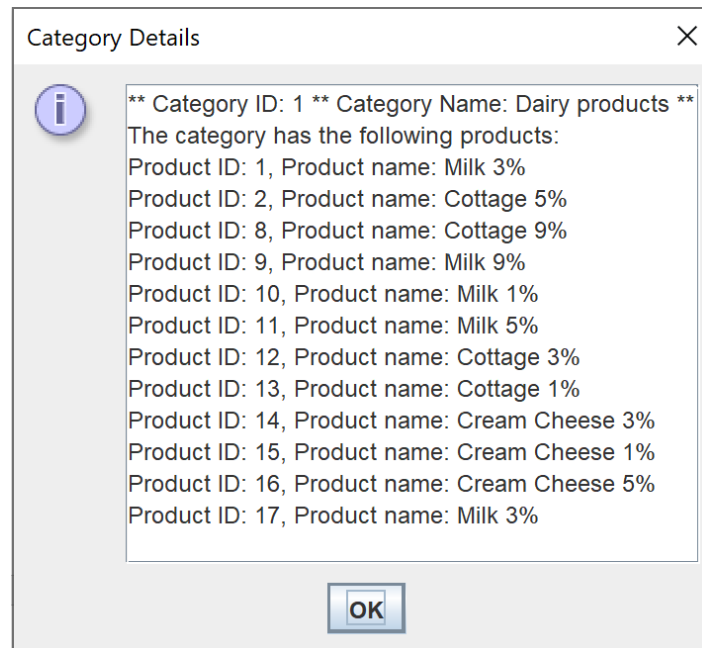 Category Details
** Category ID: 1 ** Category Name: Dairy products **
The category has the following products:
Product ID: 1, Product name: Milk 3%
Product ID: 2, Product name: Cottage 5%
Product ID: 8, Product name: Cottage 9%
Product ID: 9, Product name: Milk 9%
Product ID: 10, Product name: Milk 1%
Product ID: 11, Product name: Milk 5%
Product ID: 12, Product name: Cottage 3%
Product ID: 13, Product name: Cottage 1%
Product ID: 14, Product name: Cream Cheese 3%
Product ID: 15, Product name: Cream Cheese 1%
Product ID: 16, Product name: Cream Cheese 5%
Product ID: 17, Product name: Milk 3%
OK